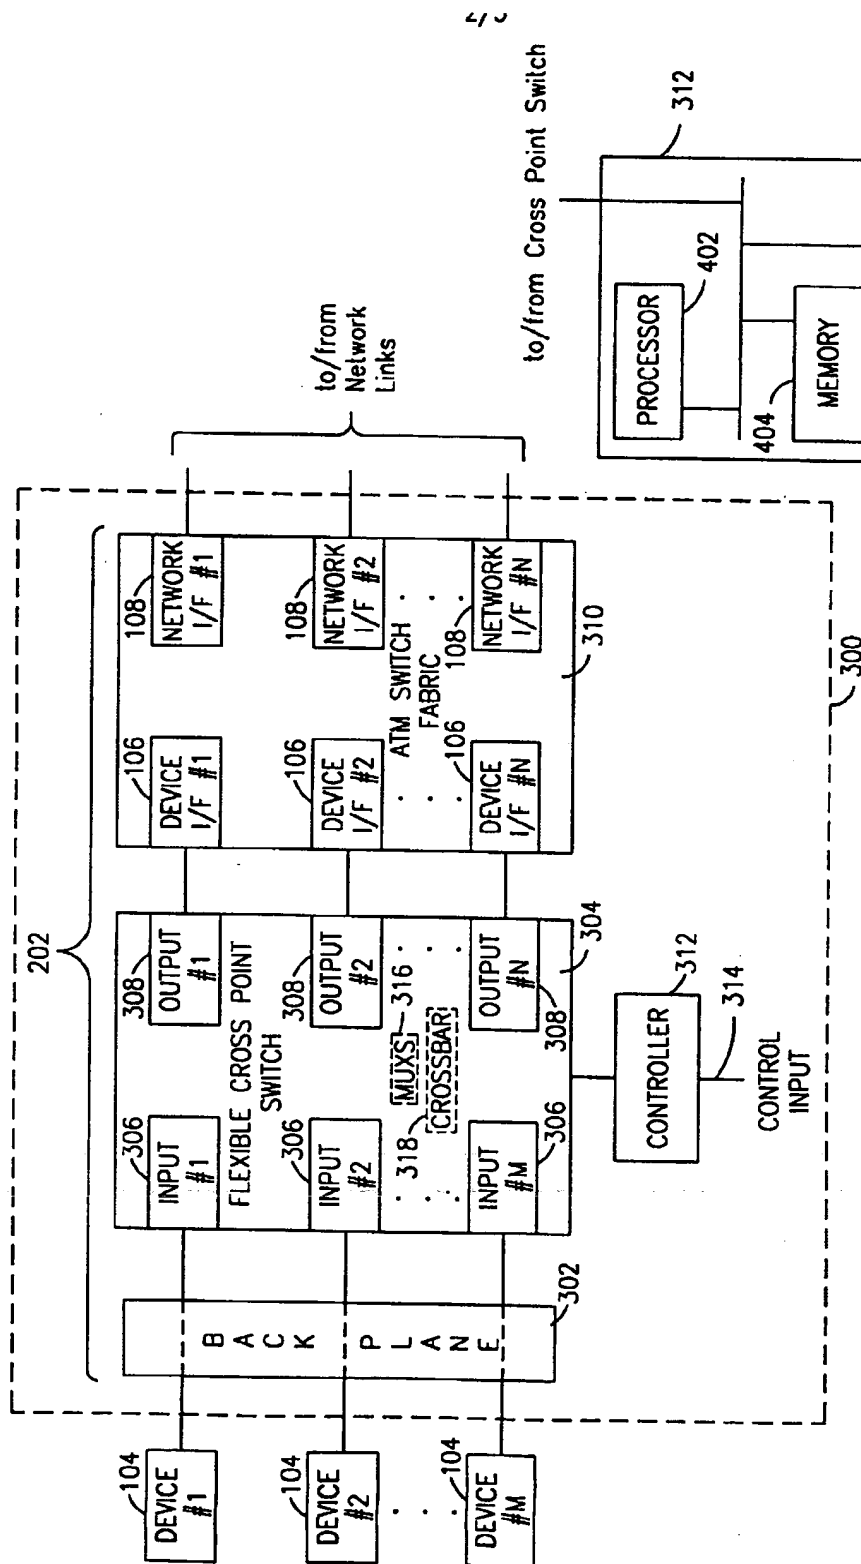 202
104
DEVICE
#1
104
DEVICE
#2
104
DEVICE
#M
BACK PLANE
302
306
INPUT
#1
306
INPUT
#2
306
INPUT
#M
FLEXIBLE CROSS POINT
SWITCH
316
MUXS
318
CROSSBAR
308
OUTPUT
#1
308
OUTPUT
#2
308
OUTPUT
#N
304
312
CONTROLLER
314
CONTROL
INPUT
106
DEVICE
I/F #1
106
DEVICE
I/F #2
106
DEVICE
I/F #N
ATM SWITCH
FABRIC
108
NETWORK
I/F #1
108
NETWORK
I/F #2
108
NETWORK
I/F #N
310
300
to/from
Network
Links
to/from Cross Point Switch
312
PROCESSOR
402
404
MEMORY